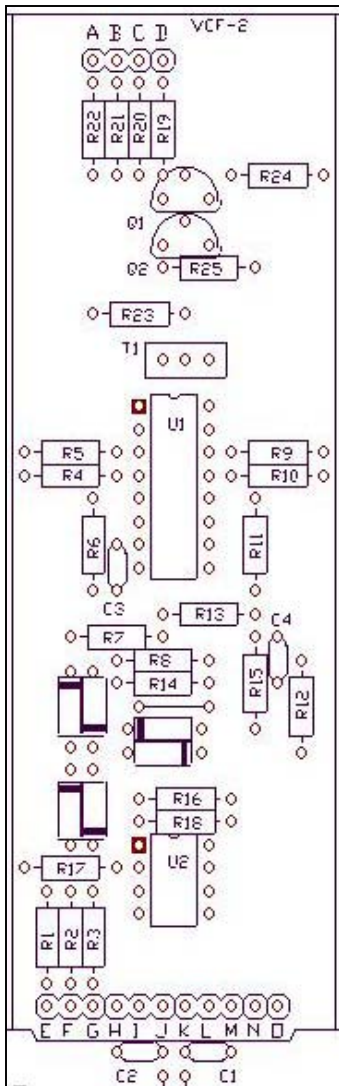 A B C D VCF-2
R22 R21 R20 R19
R24
Q1
Q2 R25
R23
T1
U1
R5 R9
R4 R10
R6 R11
C3 R13 C4
R7
R8
R14 R15 R12
R16
R18
U2
R17
R1 R2 R3
E F G H I J K L M N O
C2 C1